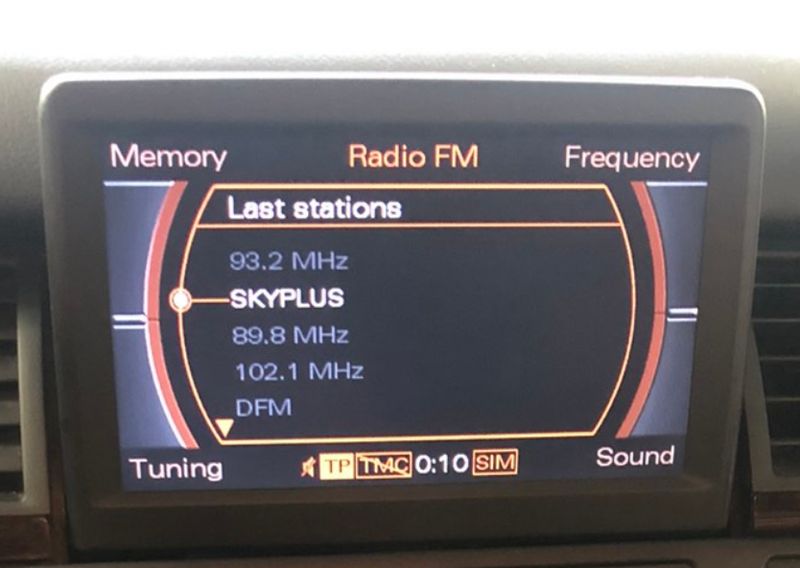 Memory Radio FM Frequency
Last stations
93.2 MHz
SKYPLUS
89.8 MHz
102.1 MHz
DFM
Tuning TP TMC 0:10 SIM Sound